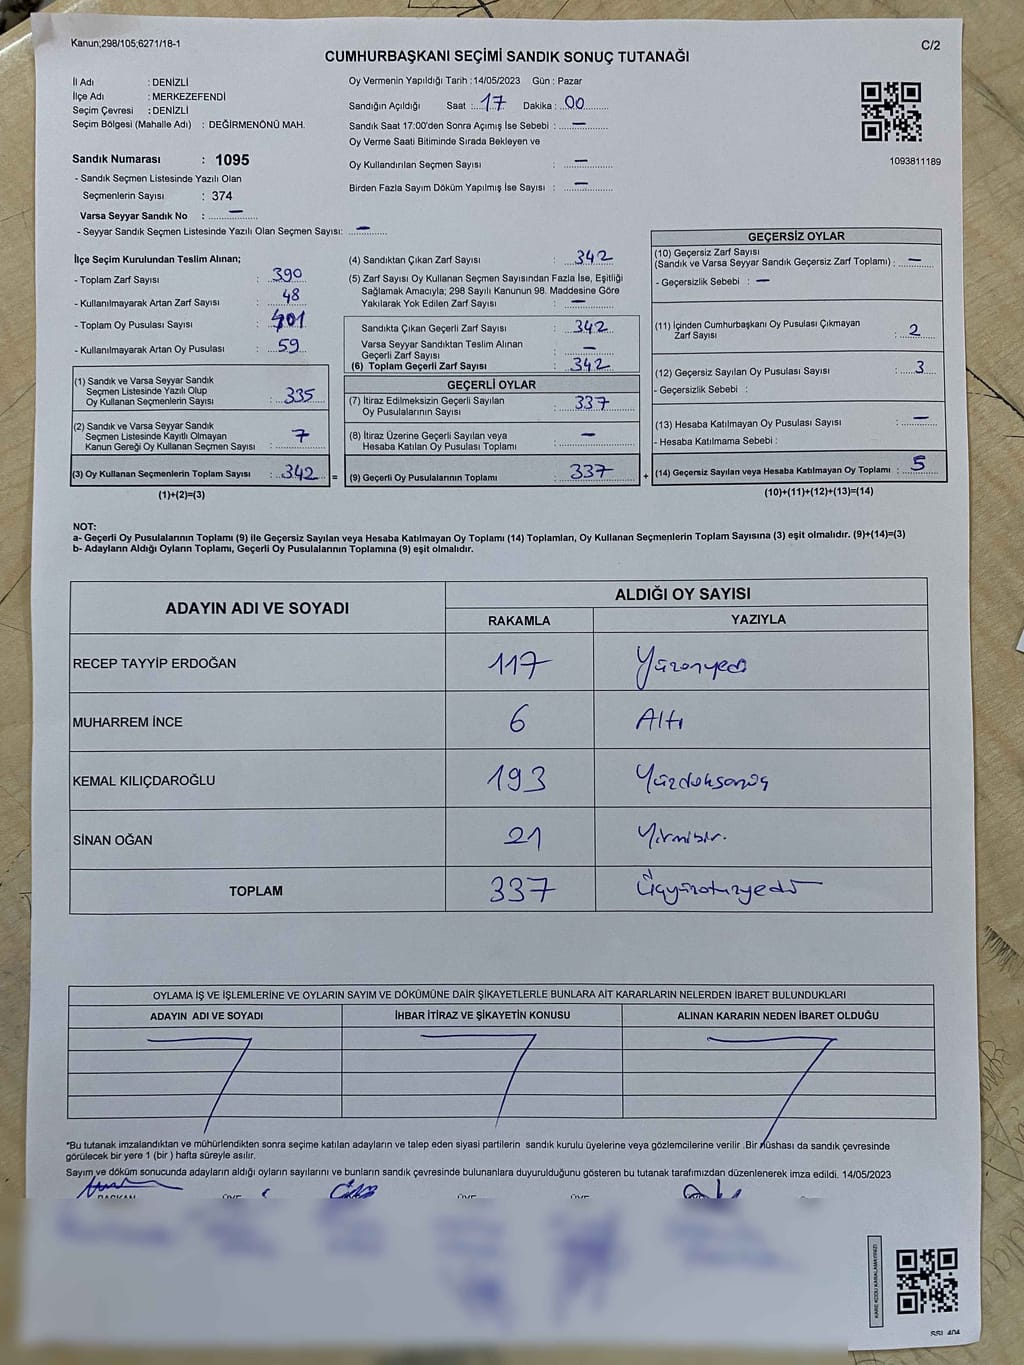 Kanun;298/105;6271/18-1
C/2
CUMHURBAŞKANI SEÇİMİ SANDIK SONUÇ TUTANAĞI
İl Adı : DENİZLİ
İlçe Adı : MERKEZEFENDİ
Seçim Çevresi : DENİZLİ
Seçim Bölgesi (Mahalle Adı) : DEĞİRMENÖNÜ MAH.
Sandık Numarası : 1095
- Sandık Seçmen Listesinde Yazılı Olan
Seçmenlerin Sayısı : 374
Varsa Seyyar Sandık No : —
- Seyyar Sandık Seçmen Listesinde Yazılı Olan Seçmen Sayısı: —
Oy Vermenin Yapıldığı Tarih : 14/05/2023 Gün : Pazar
Sandığın Açıldığı Saat : 17 Dakika : 00
Sandık Saat 17:00'den Sonra Açımış İse Sebebi : —
Oy Verme Saati Bitiminde Sırada Bekleyen ve
Oy Kullandırılan Seçmen Sayısı : —
Birden Fazla Sayım Döküm Yapılmış İse Sayısı : —
1093811189
İlçe Seçim Kurulundan Teslim Alınan;
- Toplam Zarf Sayısı : 390
- Kullanılmayarak Artan Zarf Sayısı : 48
- Toplam Oy Pusulası Sayısı : 401
- Kullanılmayarak Artan Oy Pusulası : 59
(1) Sandık ve Varsa Seyyar Sandık
Seçmen Listesinde Yazılı Olup
Oy Kullanan Seçmenlerin Sayısı : 335
(2) Sandık ve Varsa Seyyar Sandık
Seçmen Listesinde Kayıtlı Olmayan
Kanun Gereği Oy Kullanan Seçmen Sayısı : 7
(3) Oy Kullanan Seçmenlerin Toplam Sayısı : 342 =
(1)+(2)=(3)
(4) Sandıktan Çıkan Zarf Sayısı : 342
(5) Zarf Sayısı Oy Kullanan Seçmen Sayısından Fazla İse, Eşitliği
Sağlamak Amacıyla; 298 Sayılı Kanunun 98. Maddesine Göre
Yakılarak Yok Edilen Zarf Sayısı : —
Sandıkta Çıkan Geçerli Zarf Sayısı : 342
Varsa Seyyar Sandıktan Teslim Alınan
Geçerli Zarf Sayısı : —
(6) Toplam Geçerli Zarf Sayısı : 342
GEÇERLİ OYLAR
(7) İtiraz Edilmeksizin Geçerli Sayılan
Oy Pusulalarının Sayısı : 337
(8) İtiraz Üzerine Geçerli Sayılan veya
Hesaba Katılan Oy Pusulası Toplamı : —
(9) Geçerli Oy Pusulalarının Toplamı : 337 +
GEÇERSİZ OYLAR
(10) Geçersiz Zarf Sayısı
(Sandık ve Varsa Seyyar Sandık Geçersiz Zarf Toplamı) : —
- Geçersizlik Sebebi : —
(11) İçinden Cumhurbaşkanı Oy Pusulası Çıkmayan
Zarf Sayısı : 2
(12) Geçersiz Sayılan Oy Pusulası Sayısı : 3
- Geçersizlik Sebebi :
(13) Hesaba Katılmayan Oy Pusulası Sayısı : —
- Hesaba Katılmama Sebebi :
(14) Geçersiz Sayılan veya Hesaba Katılmayan Oy Toplamı : 5
(10)+(11)+(12)+(13)=(14)
NOT:
a- Geçerli Oy Pusulalarının Toplamı (9) ile Geçersiz Sayılan veya Hesaba Katılmayan Oy Toplamı (14) Toplamları, Oy Kullanan Seçmenlerin Toplam Sayısına (3) eşit olmalıdır. (9)+(14)=(3)
b- Adayların Aldığı Oyların Toplamı, Geçerli Oy Pusulalarının Toplamına (9) eşit olmalıdır.
ADAYIN ADI VE SOYADI
ALDIĞI OY SAYISI
RAKAMLA YAZIYLA
RECEP TAYYİP ERDOĞAN 117 Yüzonyedi
MUHARREM İNCE 6 Altı
KEMAL KILIÇDAROĞLU 193 Yüzdoksanüç
SİNAN OĞAN 21 Yirmibir.
TOPLAM 337 Üçyüzotuzyedi
OYLAMA İŞ VE İŞLEMLERİNE VE OYLARIN SAYIM VE DÖKÜMÜNE DAİR ŞİKAYETLERLE BUNLARA AİT KARARLARIN NELERDEN İBARET BULUNDUKLARI
ADAYIN ADI VE SOYADI İHBAR İTİRAZ VE ŞİKAYETİN KONUSU ALINAN KARARIN NEDEN İBARET OLDUĞU
*Bu tutanak imzalandıktan ve mühürlendikten sonra seçime katılan adayların ve talep eden siyasi partilerin sandık kurulu üyelerine veya gözlemcilerine verilir .Bir nüshası da sandık çevresinde
görülecek bir yere 1 (bir ) hafta süreyle asılır.
Sayım ve döküm sonucunda adayların aldığı oyların sayılarını ve bunların sandık çevresinde bulunanlara duyurulduğunu gösteren bu tutanak tarafımızdan düzenlenerek imza edildi. 14/05/2023
BAŞKAN ÜYE ÜYE ÜYE
KARE KODU KARALAMAYINIZ!
SSI 404